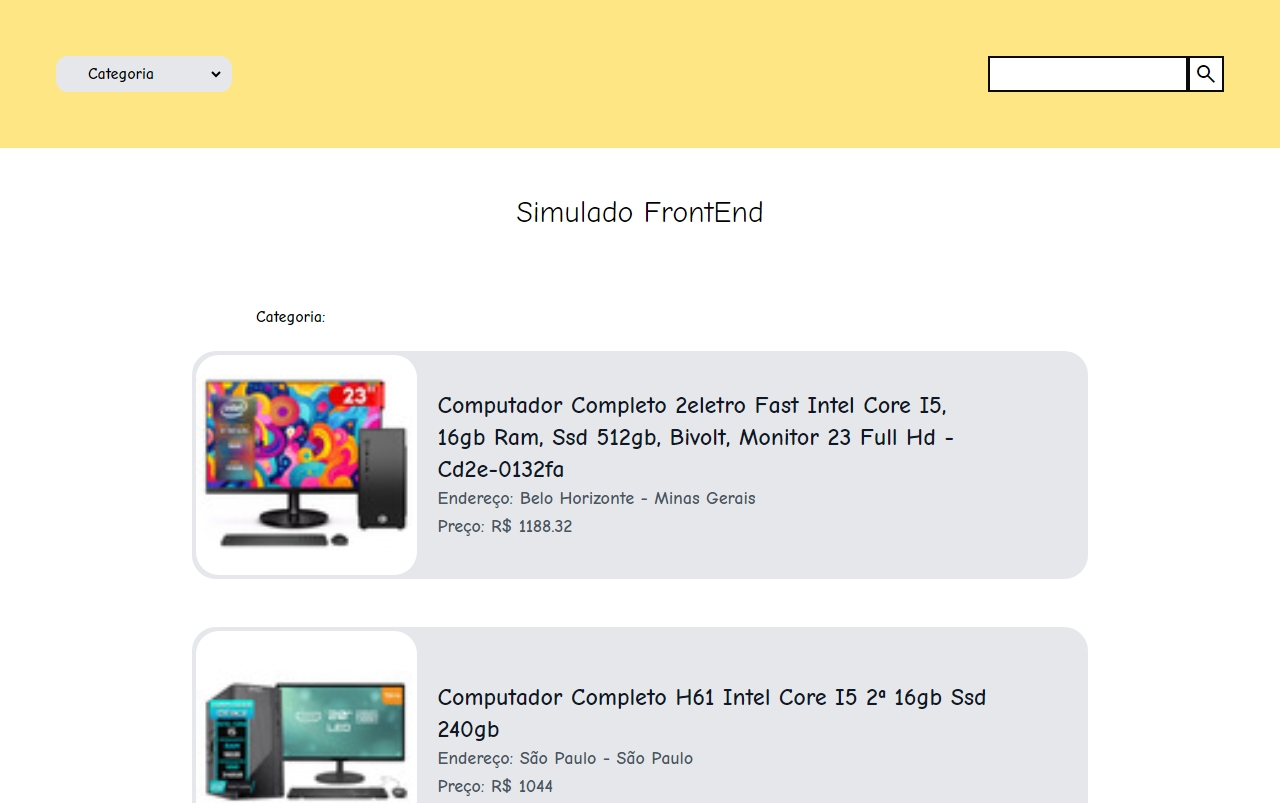 Categoria
Simulado FrontEnd
Categoria:
23"
intel
Computador Completo 2eletro Fast Intel Core I5,
16gb Ram, Ssd 512gb, Bivolt, Monitor 23 Full Hd -
Cd2e-0132fa
Endereço: Belo Horizonte - Minas Gerais
Preço: R$ 1188.32
LED
Computador Completo H61 Intel Core I5 2ª 16gb Ssd
240gb
Endereço: São Paulo - São Paulo
Preço: R$ 1044